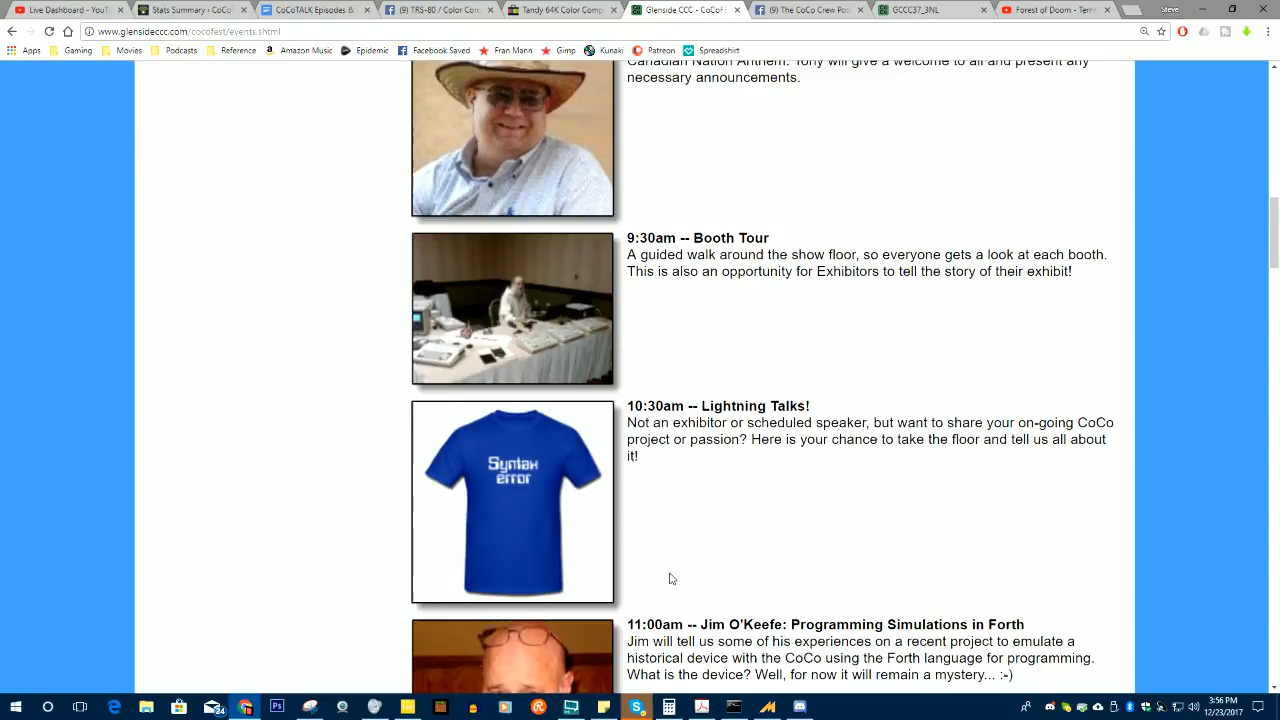 Live Dashboard - YouTu
Stats Summary - CoCoT
CocoTALK Episodes &
(9) TRS-80 / Color Con
Tandy 64K Color Comp
Glenside CCC - CoCoFe
(9) The CoCo Crew Pod
GCCC37_3NL
Forest of Doom - Terri
Steve
www.glensideccc.com/cocofest/events.shtml
Apps
Gaming
Movies
Podcasts
Reference
Amazon Music
Epidemic
Facebook Saved
Fran Mann
Gimp
Kunaki
Patreon
Spreadshirt
Canadian Nation Anthem. Tony will give a welcome to all and present any
necessary announcements.
9:30am -- Booth Tour
A guided walk around the show floor, so everyone gets a look at each booth.
This is also an opportunity for Exhibitors to tell the story of their exhibit!
10:30am -- Lightning Talks!
Not an exhibitor or scheduled speaker, but want to share your on-going CoCo
project or passion? Here is your chance to take the floor and tell us all about
it!
Syntax
error
11:00am -- Jim O'Keefe: Programming Simulations in Forth
Jim will tell us some of his experiences on a recent project to emulate a
historical device with the CoCo using the Forth language for programming.
What is the device? Well, for now it will remain a mystery... :-)
3:56 PM
12/23/2017